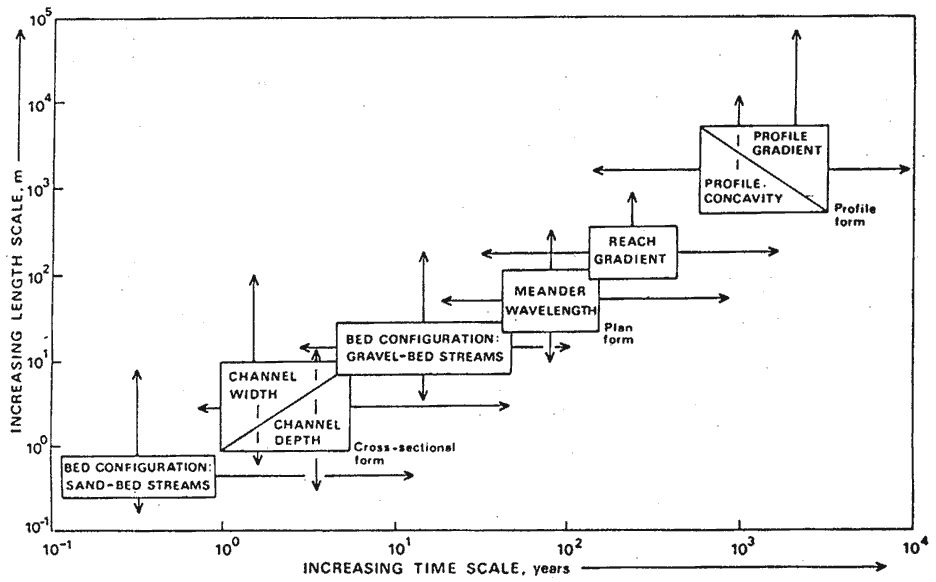 10^5
10^4
10^3
10^2
10^1
10^0
10^-1
INCREASING LENGTH SCALE, m
PROFILE
GRADIENT
PROFILE
CONCAVITY
Profile
form
REACH
GRADIENT
MEANDER
WAVELENGTH
Plan
form
BED CONFIGURATION:
GRAVEL-BED STREAMS
CHANNEL
WIDTH
CHANNEL
DEPTH
Cross-sectional
form
BED CONFIGURATION:
SAND-BED STREAMS
10^-1
10^0
10^1
10^2
10^3
10^4
INCREASING TIME SCALE, years